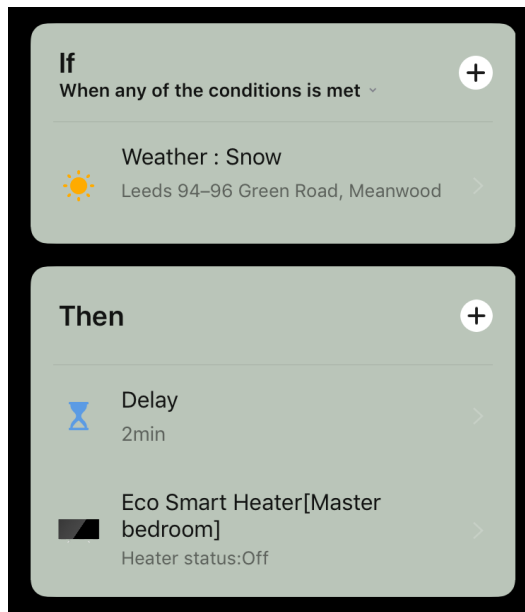 If
When any of the conditions is met
Weather : Snow
Leeds 94–96 Green Road, Meanwood
Then
Delay
2min
Eco Smart Heater[Master
bedroom]
Heater status:Off